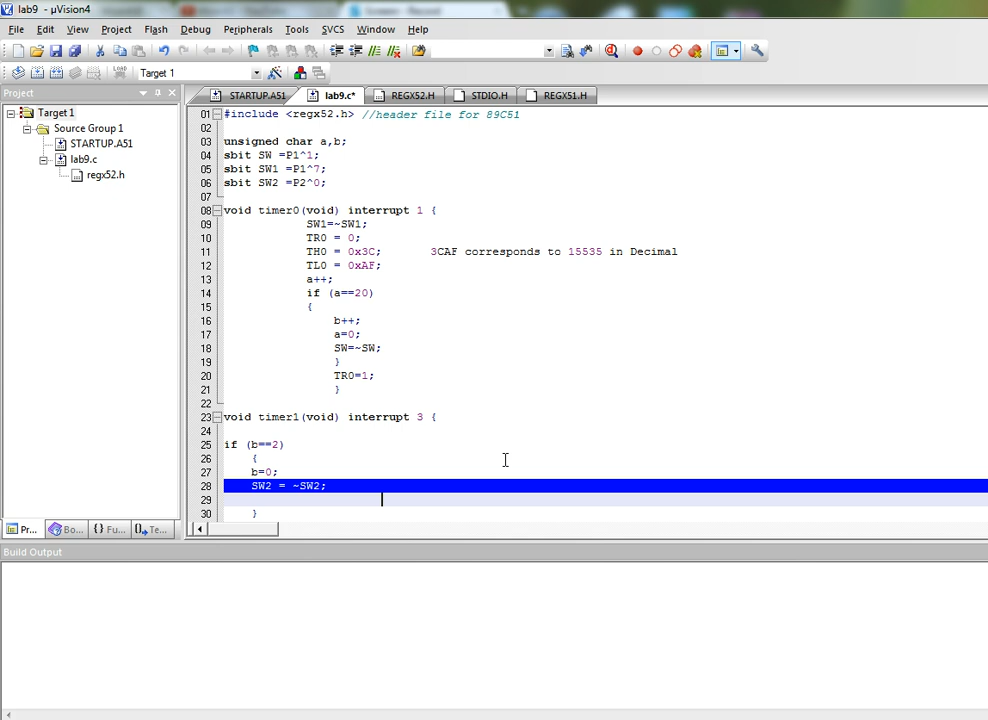 lab9 - µVision4
File Edit View Project Flash Debug Peripherals Tools SVCS Window Help
Target 1
Project
STARTUP.A51 lab9.c* REGX52.H STDIO.H REGX51.H
Target 1
Source Group 1
STARTUP.A51
lab9.c
regx52.h
01 #include <regx52.h> //header file for 89C51
02
03 unsigned char a,b;
04 sbit SW =P1^1;
05 sbit SW1 =P1^7;
06 sbit SW2 =P2^0;
07
08 void timer0(void) interrupt 1 {
09 SW1=~SW1;
10 TR0 = 0;
11 TH0 = 0x3C; 3CAF corresponds to 15535 in Decimal
12 TL0 = 0xAF;
13 a++;
14 if (a==20)
15 {
16 b++;
17 a=0;
18 SW=~SW;
19 }
20 TR0=1;
21 }
22
23 void timer1(void) interrupt 3 {
24
25 if (b==2)
26 {
27 b=0;
28 SW2 = ~SW2;
29
30 }
Pr... Bo... {} Fu... Te...
Build Output